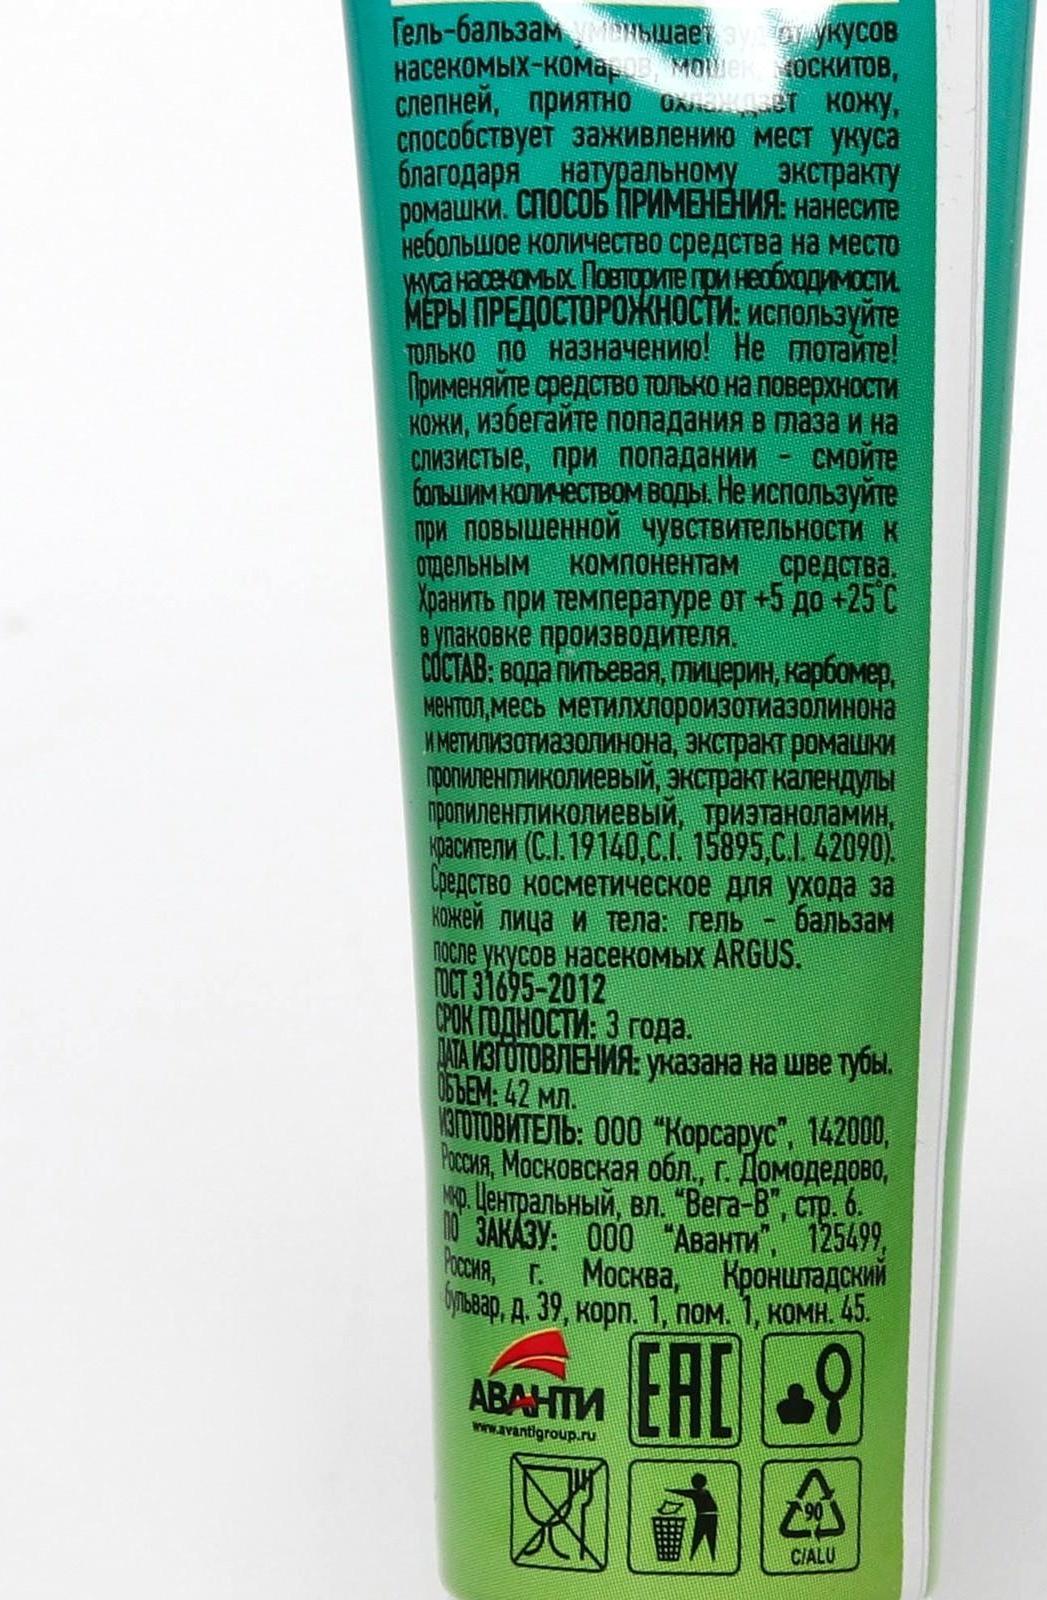 Гель-бальзам уменьшает зуд от укусов
насекомых-комаров, мошек, москитов,
слепней, приятно охлаждает кожу,
способствует заживлению мест укуса
благодаря натуральному экстракту
ромашки. СПОСОБ ПРИМЕНЕНИЯ: нанесите
небольшое количество средства на место
укуса насекомых. Повторите при необходимости.
МЕРЫ ПРЕДОСТОРОЖНОСТИ: используйте
только по назначению! Не глотайте!
Применяйте средство только на поверхности
кожи, избегайте попадания в глаза и на
слизистые, при попадании - смойте
большим количеством воды. Не используйте
при повышенной чувствительности к
отдельным компонентам средства.
Хранить при температуре от +5 до +25°С
в упаковке производителя.
СОСТАВ: вода питьевая, глицерин, карбомер,
ментол,месь метилхлороизотиазолинона
и метилизотиазолинона, экстракт ромашки
пропиленгликолиевый, экстракт календулы
пропиленгликолиевый, триэтаноламин,
красители (C.I.19140,C.I. 15895,C.I. 42090).
Средство косметическое для ухода за
кожей лица и тела: гель - бальзам
после укусов насекомых ARGUS.
ГОСТ 31695-2012
СРОК ГОДНОСТИ: 3 года.
ДАТА ИЗГОТОВЛЕНИЯ: указана на шве тубы.
ОБЪЕМ: 42 мл.
ИЗГОТОВИТЕЛЬ: ООО "Корсарус", 142000,
Россия, Московская обл., г. Домодедово,
мкр. Центральный, вл. "Вега-В", стр. 6.
ПО ЗАКАЗУ: ООО "Аванти", 125499,
Россия, г. Москва, Кронштадский
бульвар, д. 39, корп. 1, пом. 1, комн. 45.
АВАНТИ
www.avantigroup.ru
EAC
90
C/ALU